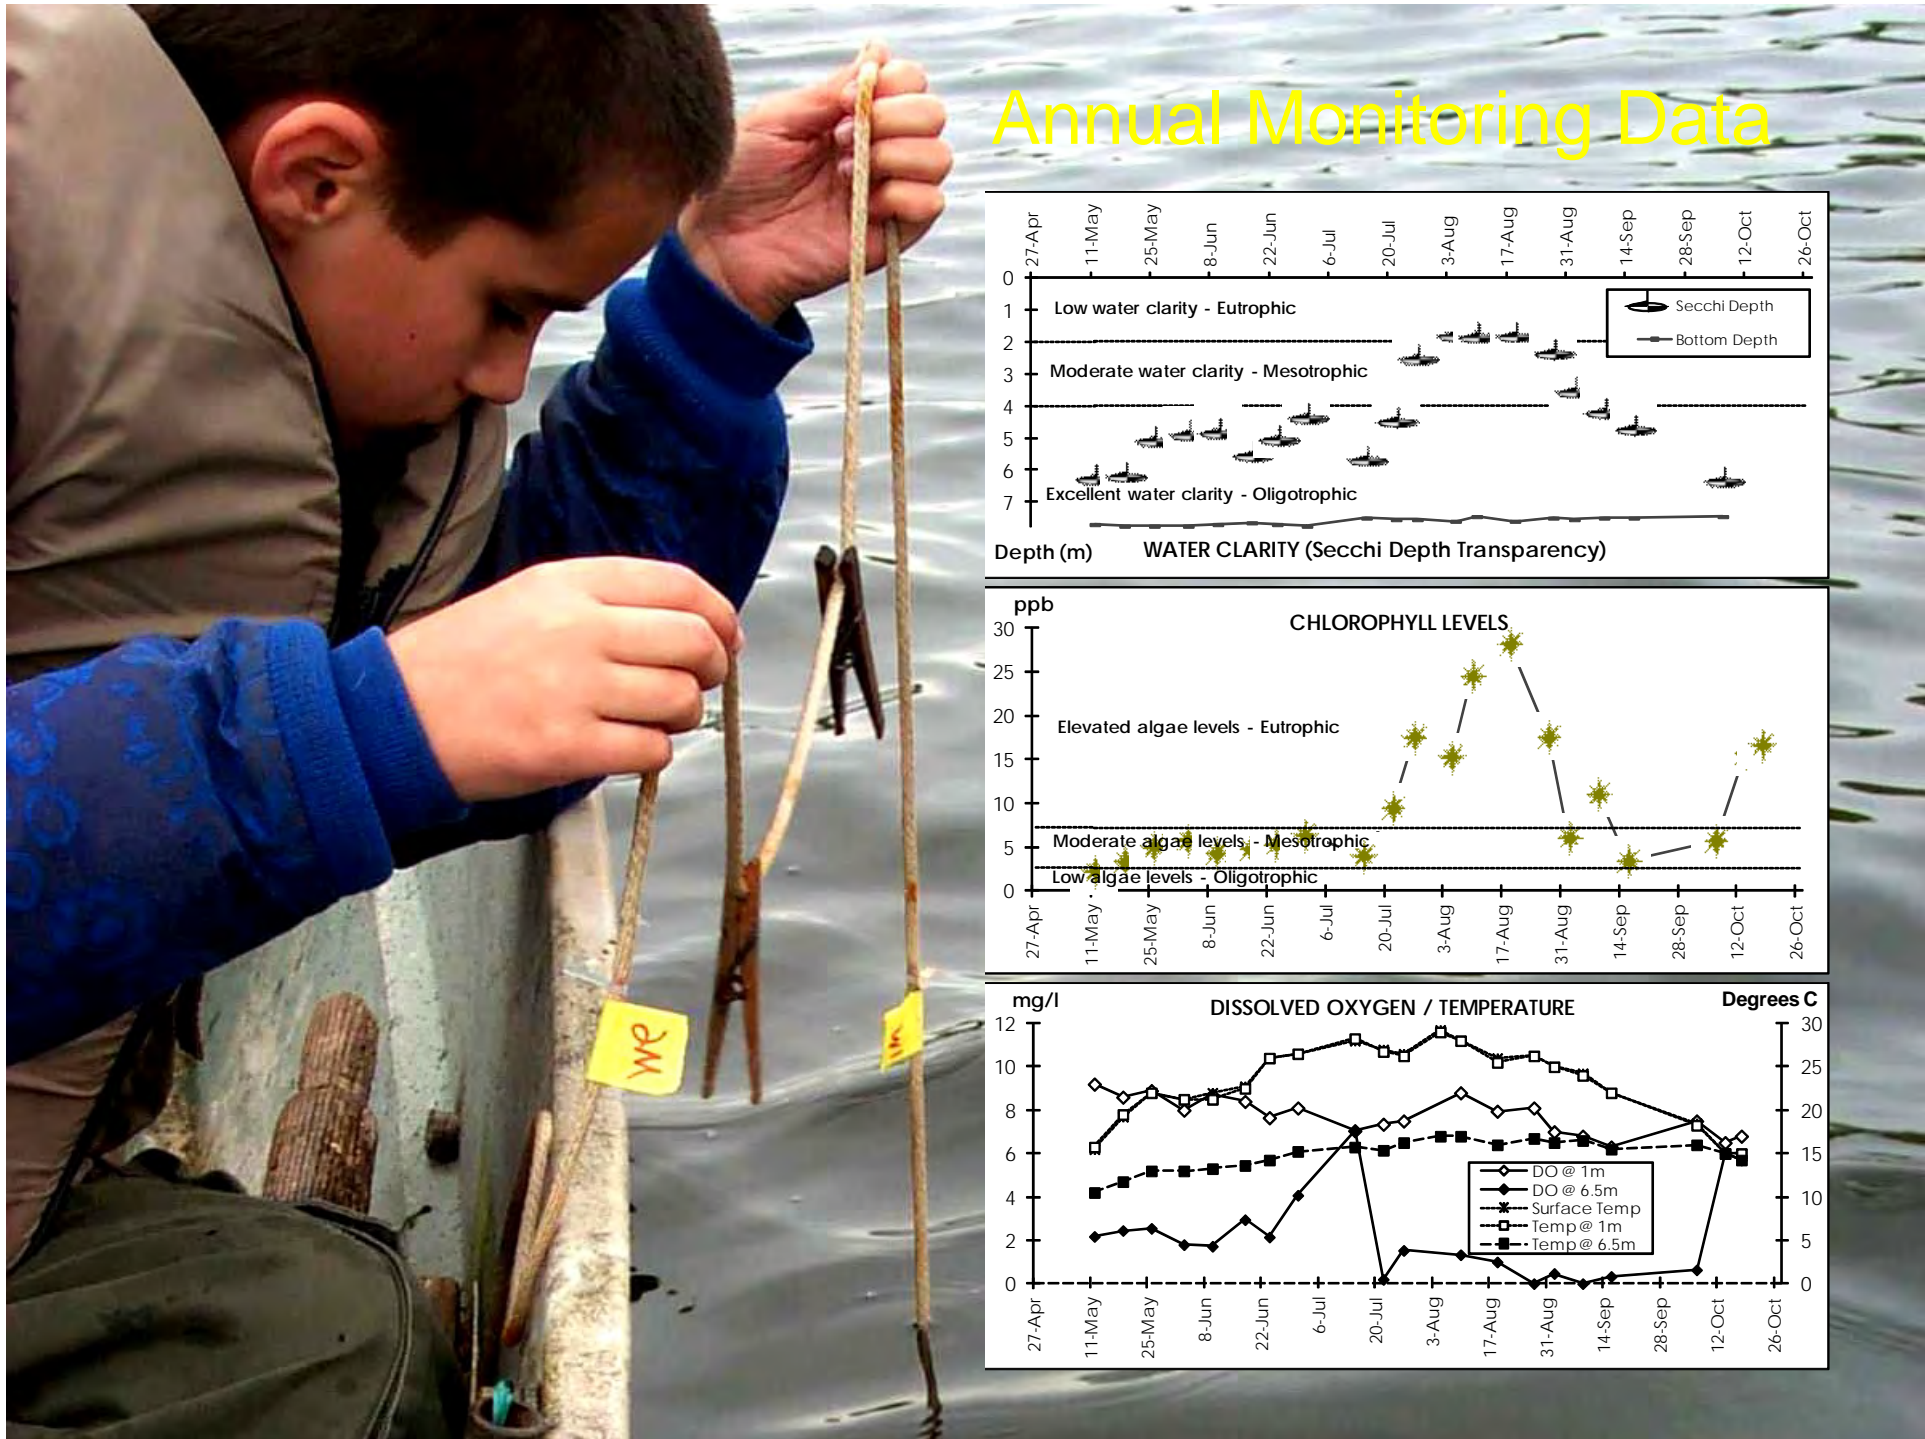 Annual Monitoring Data
27-Apr
11-May
25-May
8-Jun
22-Jun
6-Jul
20-Jul
3-Aug
17-Aug
31-Aug
14-Sep
28-Sep
12-Oct
26-Oct
0
1
2
3
4
5
6
7
Low water clarity - Eutrophic
Moderate water clarity - Mesotrophic
Excellent water clarity - Oligotrophic
Secchi Depth
Bottom Depth
Depth (m)
WATER CLARITY (Secchi Depth Transparency)
ppb
CHLOROPHYLL LEVELS
30
25
20
15
10
5
0
Elevated algae levels - Eutrophic
Moderate algae levels - Mesotrophic
Low algae levels - Oligotrophic
27-Apr
11-May
25-May
8-Jun
22-Jun
6-Jul
20-Jul
3-Aug
17-Aug
31-Aug
14-Sep
28-Sep
12-Oct
26-Oct
mg/l
DISSOLVED OXYGEN / TEMPERATURE
Degrees C
12
10
8
6
4
2
0
30
25
20
15
10
5
0
DO @ 1m
DO @ 6.5m
Surface Temp
Temp @ 1m
Temp @ 6.5m
27-Apr
11-May
25-May
8-Jun
22-Jun
6-Jul
20-Jul
3-Aug
17-Aug
31-Aug
14-Sep
28-Sep
12-Oct
26-Oct